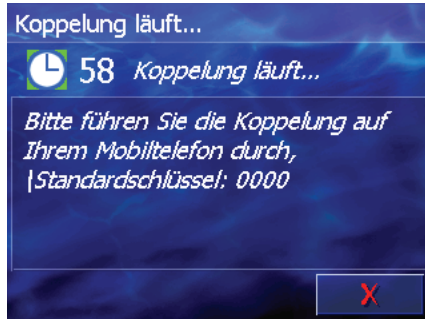 Koppelung läuft...
58 Koppelung läuft...
Bitte führen Sie die Koppelung auf
Ihrem Mobiltelefon durch,
|Standardschlüssel: 0000
X